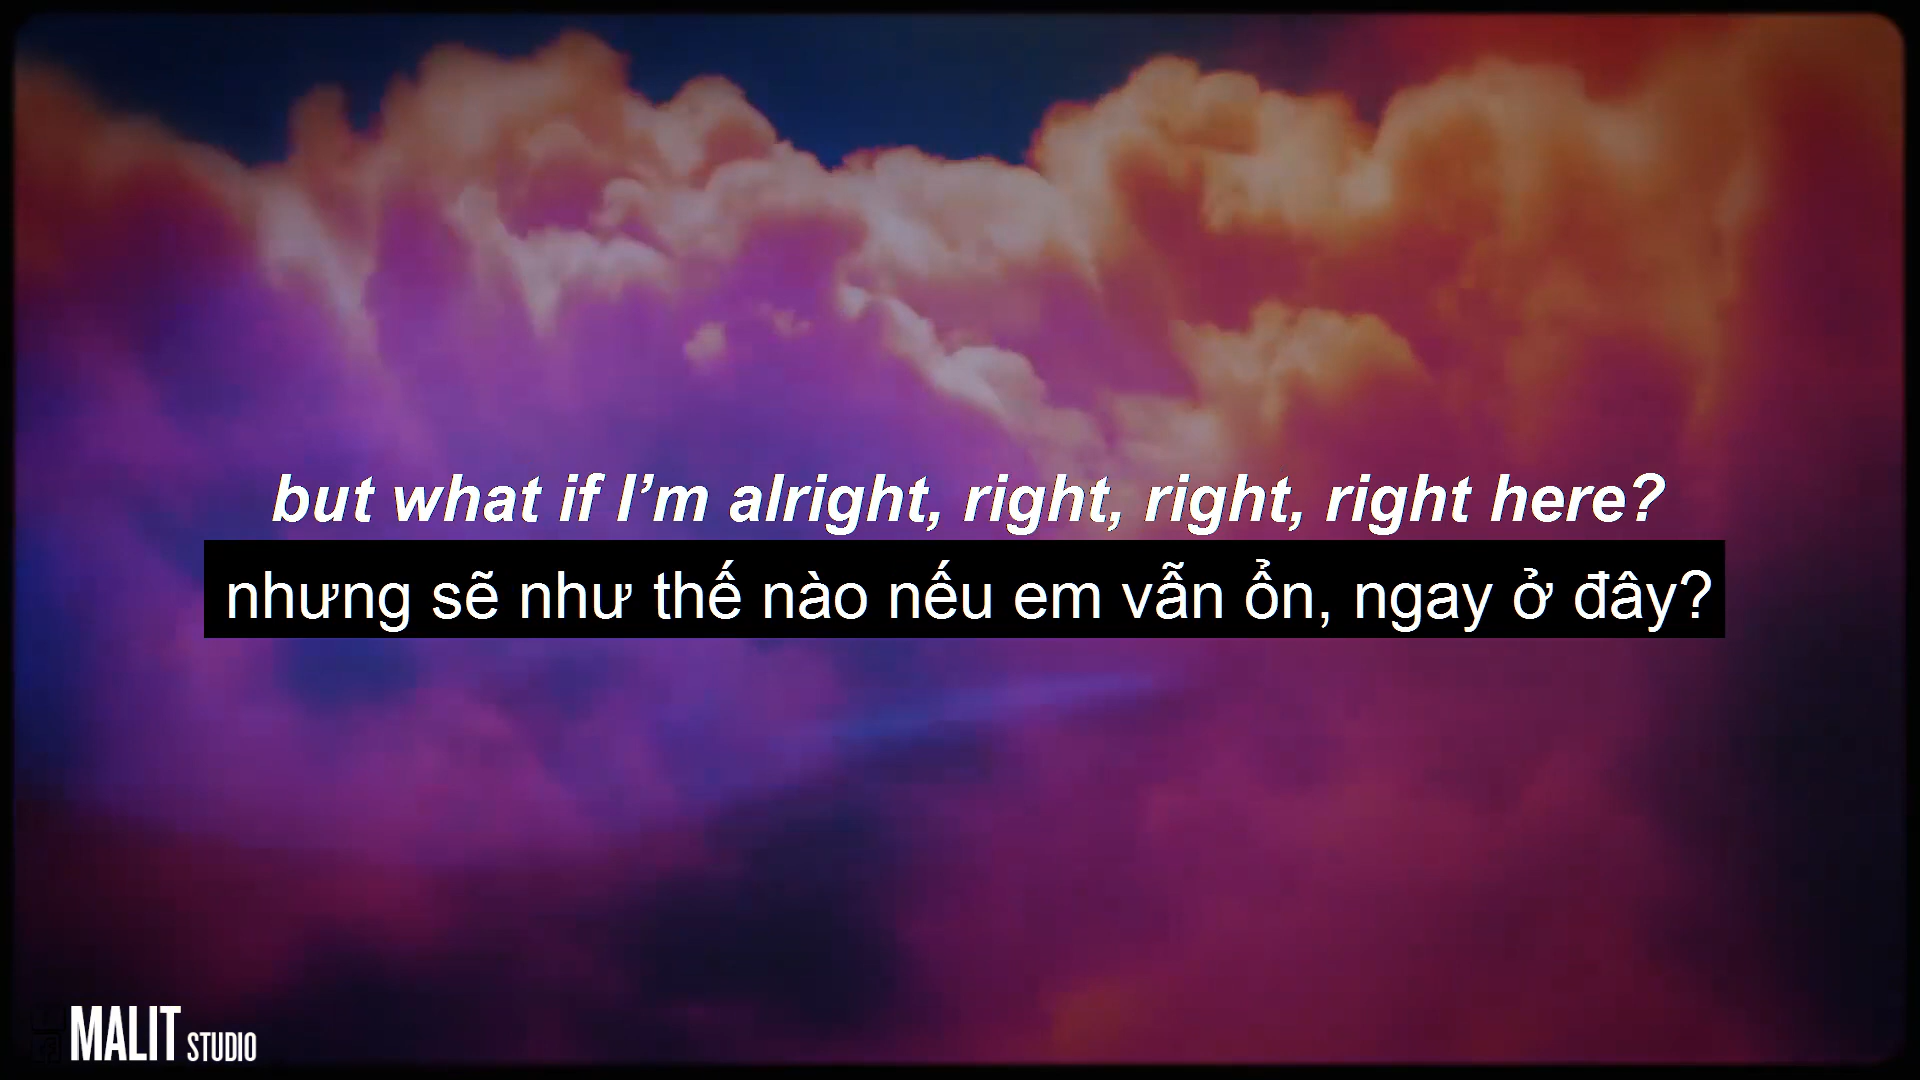 but what if I’m alright, right, right, right here?
nhưng sẽ như thế nào nếu em vẫn ổn, ngay ở đây?
MALIT STUDIO